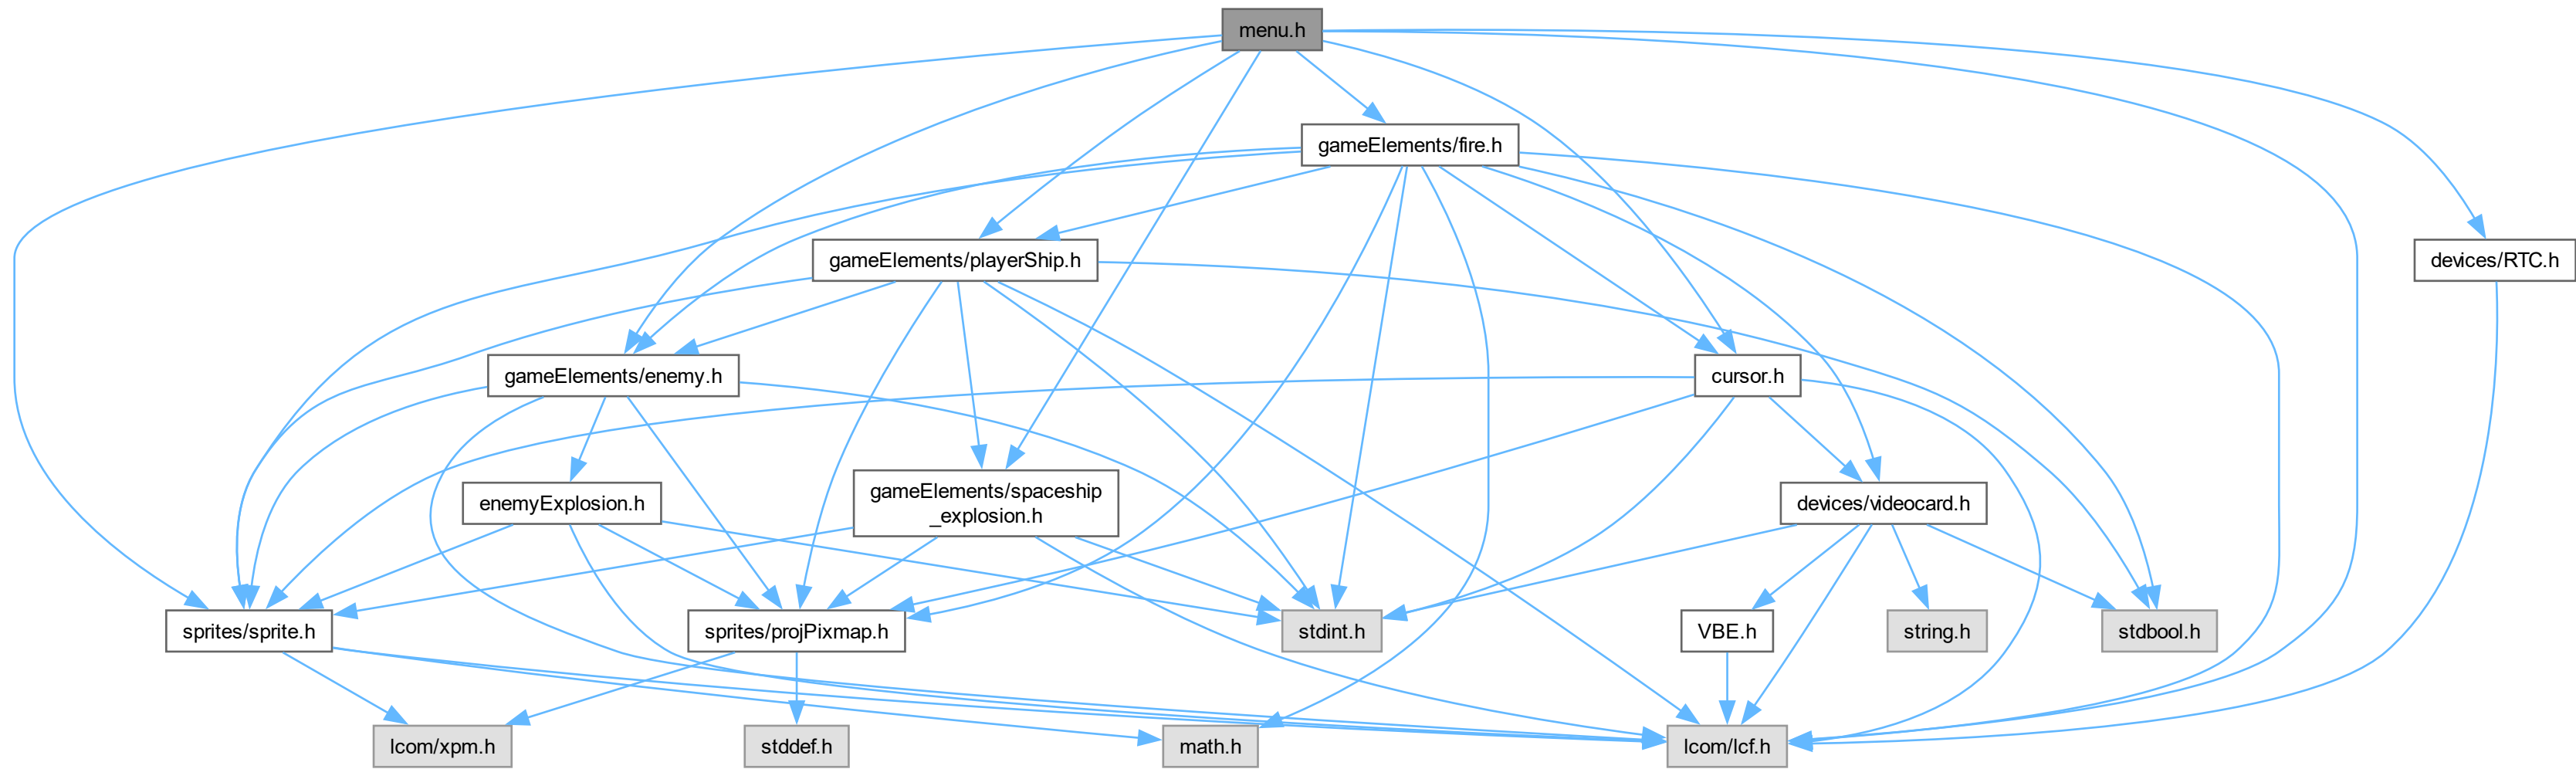 menu.h
gameElements/fire.h
gameElements/playerShip.h
devices/RTC.h
gameElements/enemy.h
cursor.h
enemyExplosion.h
gameElements/spaceship
_explosion.h
devices/videocard.h
sprites/sprite.h
sprites/projPixmap.h
stdint.h
VBE.h
string.h
stdbool.h
lcom/xpm.h
stddef.h
math.h
lcom/lcf.h